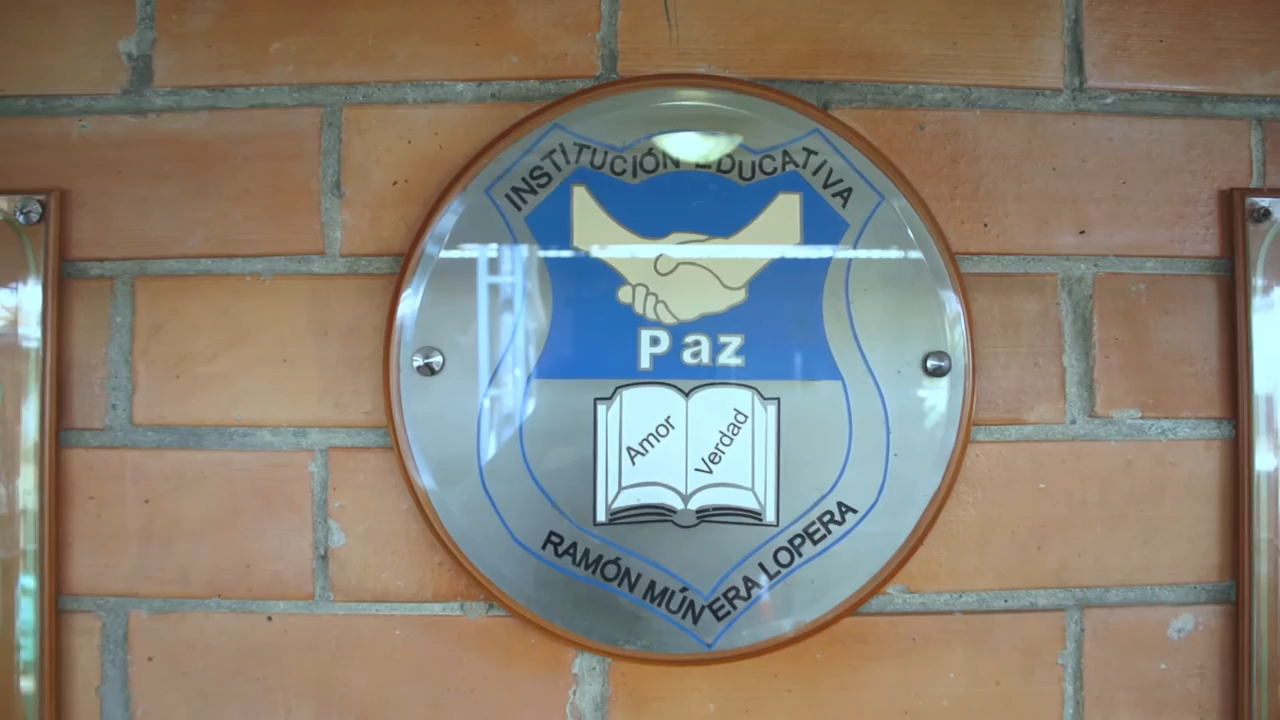 INSTITUCIÓN EDUCATIVA
Paz
Amor
Verdad
RAMÓN MÚNERA LOPERA